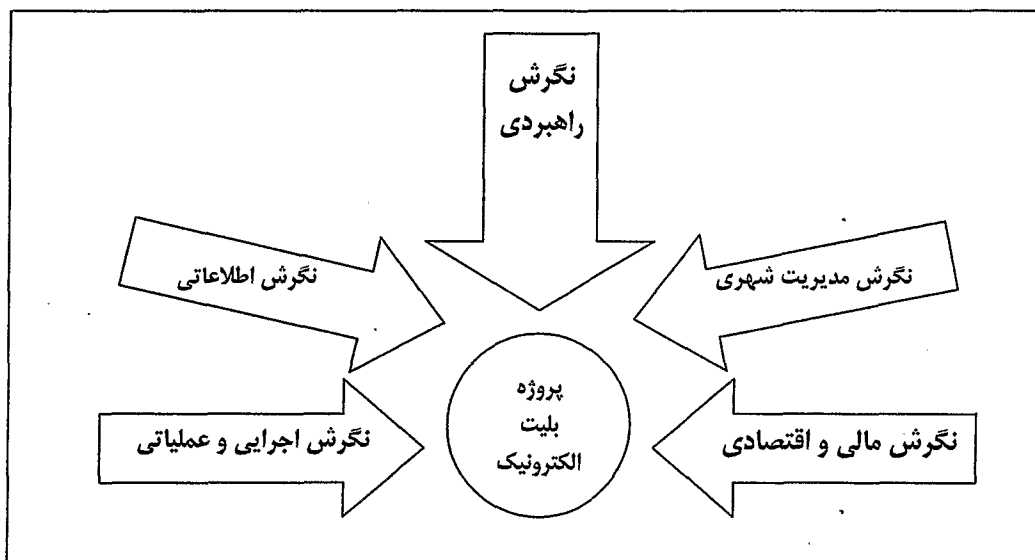 نگرش
راهبردی
نگرش مدیریت شهری
نگرش اطلاعاتی
پروژه
بلیت
الکترونیک
نگرش مالی و اقتصادی
نگرش اجرایی و عملیاتی